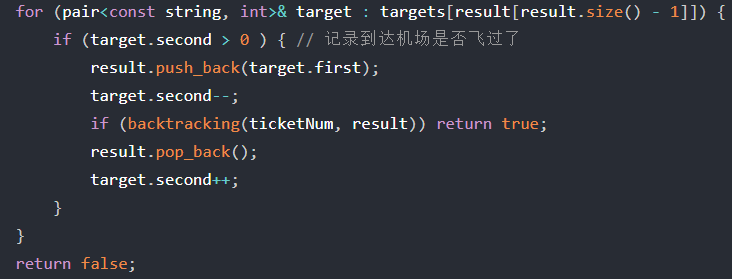 for (pair<const string, int>& target : targets[result[result.size() - 1]]) {
    if (target.second > 0 ) { // 记录到达机场是否飞过了
        result.push_back(target.first);
        target.second--;
        if (backtracking(ticketNum, result)) return true;
        result.pop_back();
        target.second++;
    }
}
return false;